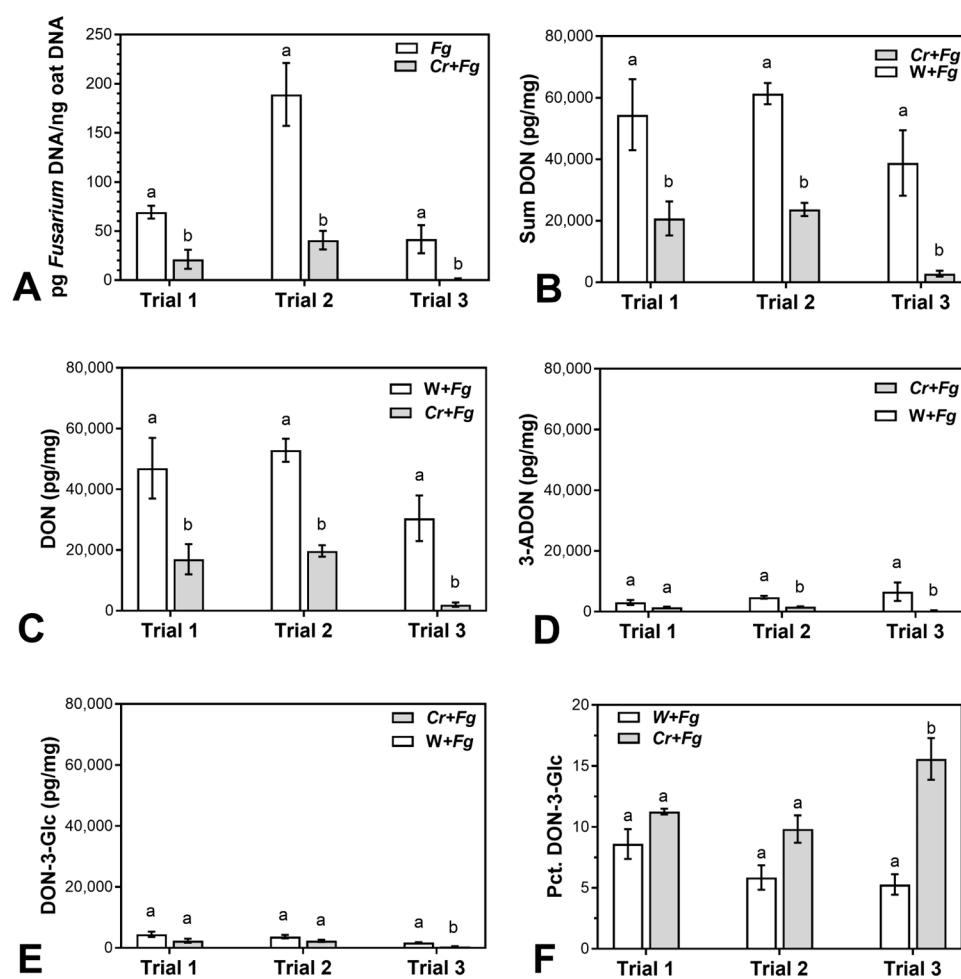 pg Fusarium DNA/ng oat DNA
250
200
150
100
50
0
Fg
Cr+Fg
a
b
a
b
a
b
Trial 1
Trial 2
Trial 3
A
Sum DON (pg/mg)
80,000
60,000
40,000
20,000
0
Cr+Fg
W+Fg
a
b
a
b
a
b
Trial 1
Trial 2
Trial 3
B
DON (pg/mg)
80,000
60,000
40,000
20,000
0
W+Fg
Cr+Fg
a
b
a
b
a
b
Trial 1
Trial 2
Trial 3
C
3-ADON (pg/mg)
80,000
60,000
40,000
20,000
0
Cr+Fg
W+Fg
a
a
a
b
a
b
Trial 1
Trial 2
Trial 3
D
DON-3-Glc (pg/mg)
80,000
60,000
40,000
20,000
0
Cr+Fg
W+Fg
a
a
a
a
a
b
Trial 1
Trial 2
Trial 3
E
Pct. DON-3-Glc
20
15
10
5
0
W+Fg
Cr+Fg
a
a
a
a
a
b
Trial 1
Trial 2
Trial 3
F